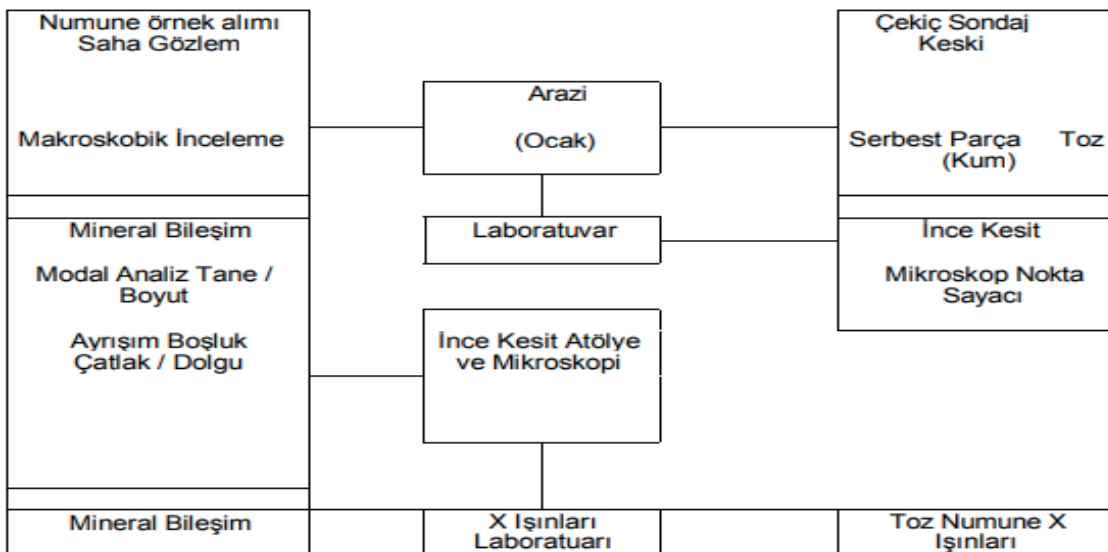 Numune örnek alımı
Saha Gözlem
Makroskobik İnceleme
Arazi
(Ocak)
Çekiç Sondaj
Keski
Serbest Parça Toz
(Kum)
Mineral Bileşim
Modal Analiz Tane /
Boyut
Ayrışım Boşluk
Çatlak / Dolgu
Laboratuvar
İnce Kesit
Mikroskop Nokta
Sayacı
İnce Kesit Atölye
ve Mikroskopi
Mineral Bileşim
X Işınları
Laboratuarı
Toz Numune X
Işınları